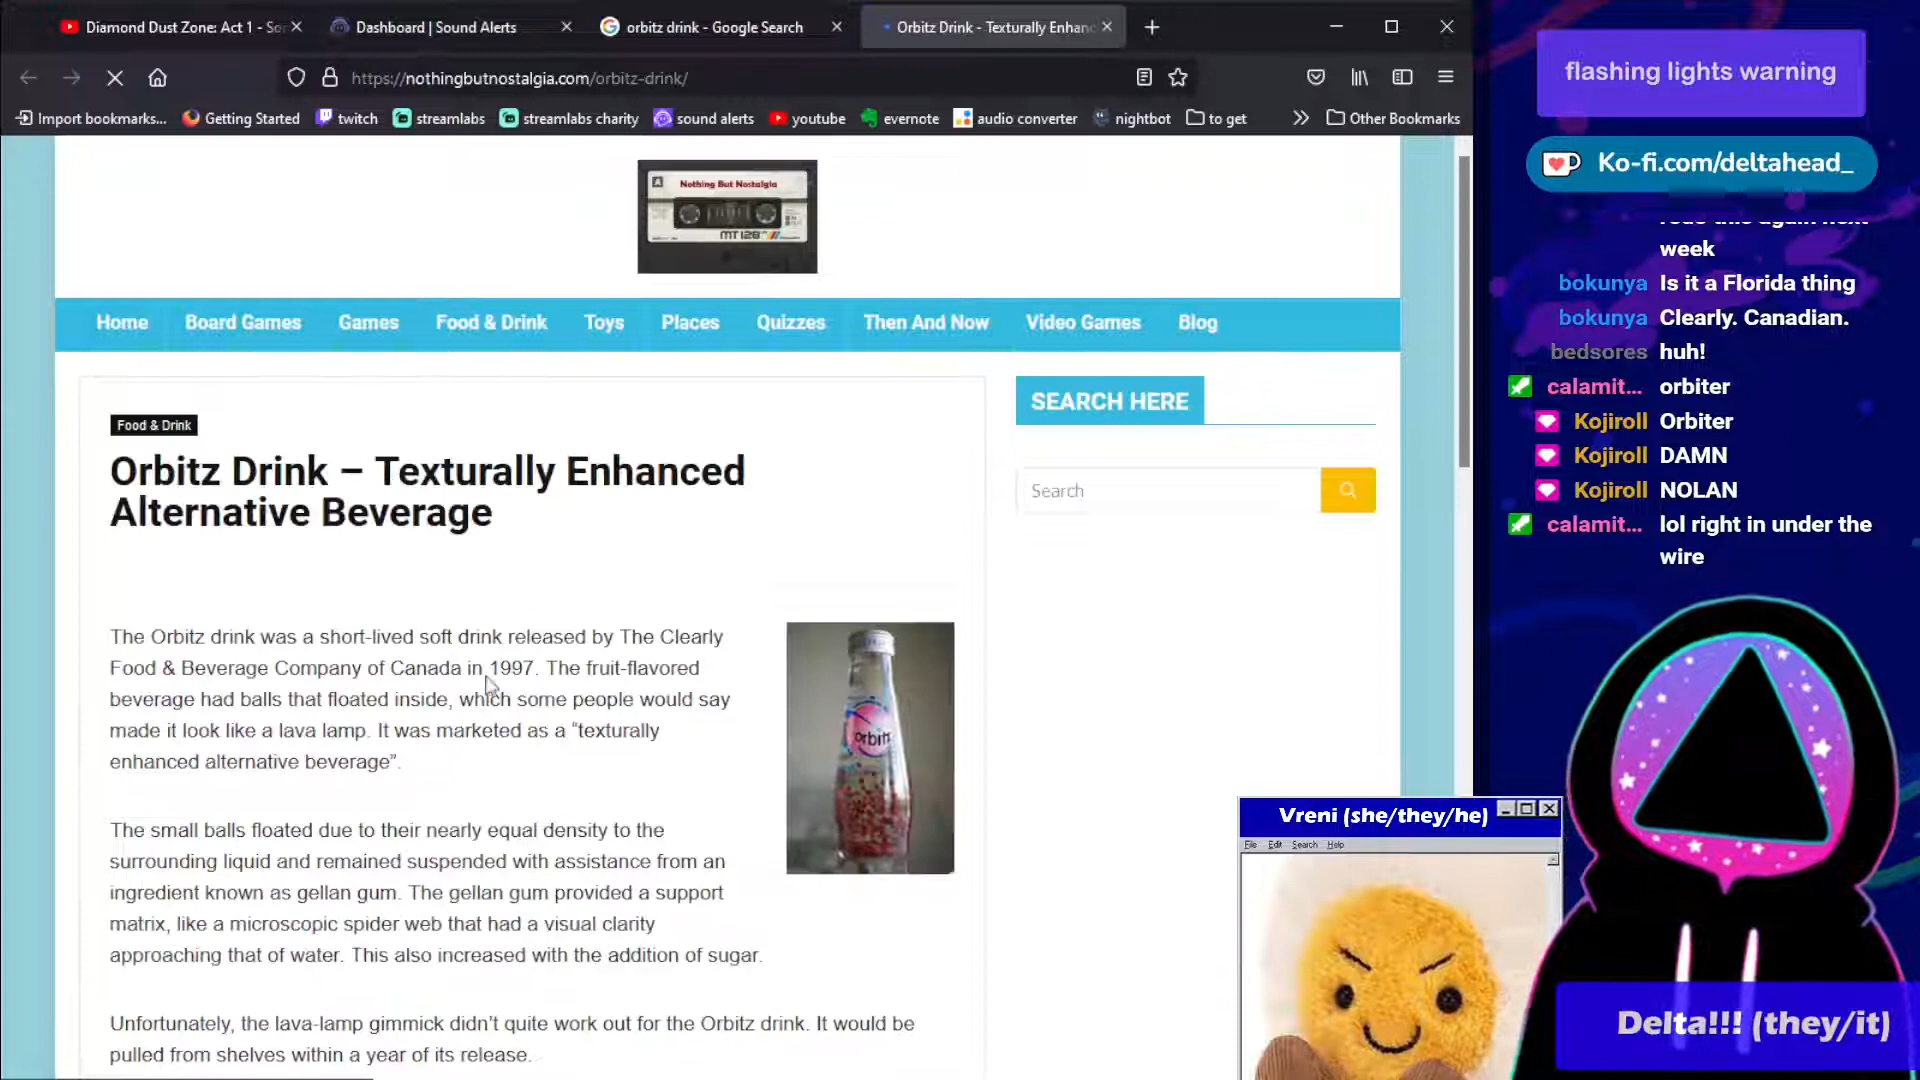 Diamond Dust Zone: Act 1 - So
Dashboard | Sound Alerts
orbitz drink - Google Search
Orbitz Drink - Texturally Enhanc
https://nothingbutnostalgia.com/orbitz-drink/
Import bookmarks...
Getting Started
twitch
streamlabs
streamlabs charity
sound alerts
youtube
evernote
audio converter
nightbot
to get
Other Bookmarks
A
Nothing But Nostalgia
MT 128
Home
Board Games
Games
Food & Drink
Toys
Places
Quizzes
Then And Now
Video Games
Blog
Food & Drink
Orbitz Drink – Texturally Enhanced
Alternative Beverage
The Orbitz drink was a short-lived soft drink released by The Clearly
Food & Beverage Company of Canada in 1997. The fruit-flavored
beverage had balls that floated inside, which some people would say
made it look like a lava lamp. It was marketed as a “texturally
enhanced alternative beverage”.
orbitz
The small balls floated due to their nearly equal density to the
surrounding liquid and remained suspended with assistance from an
ingredient known as gellan gum. The gellan gum provided a support
matrix, like a microscopic spider web that had a visual clarity
approaching that of water. This also increased with the addition of sugar.
Unfortunately, the lava-lamp gimmick didn’t quite work out for the Orbitz drink. It would be
pulled from shelves within a year of its release.
SEARCH HERE
Search
flashing lights warning
Ko-fi.com/deltahead_
week
bokunya Is it a Florida thing
bokunya Clearly. Canadian.
bedsores huh!
calamit... orbiter
Kojiroll Orbiter
Kojiroll DAMN
Kojiroll NOLAN
calamit... lol right in under the
wire
Vreni (she/they/he)
File Edit Search Help
Delta!!! (they/it)